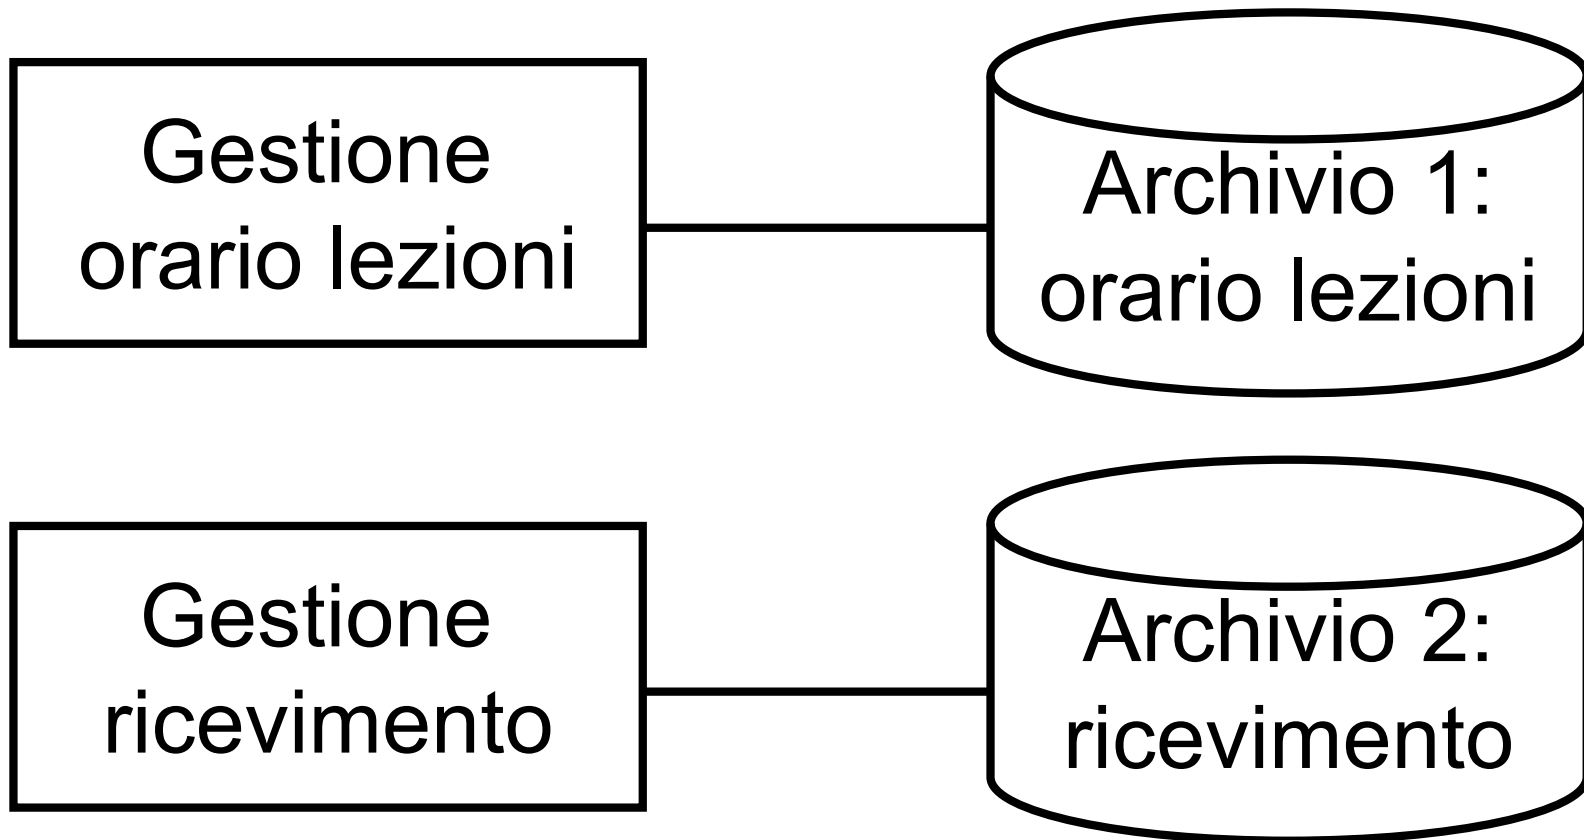 Gestione
orario lezioni
Archivio 1:
orario lezioni
Gestione
ricevimento
Archivio 2:
ricevimento